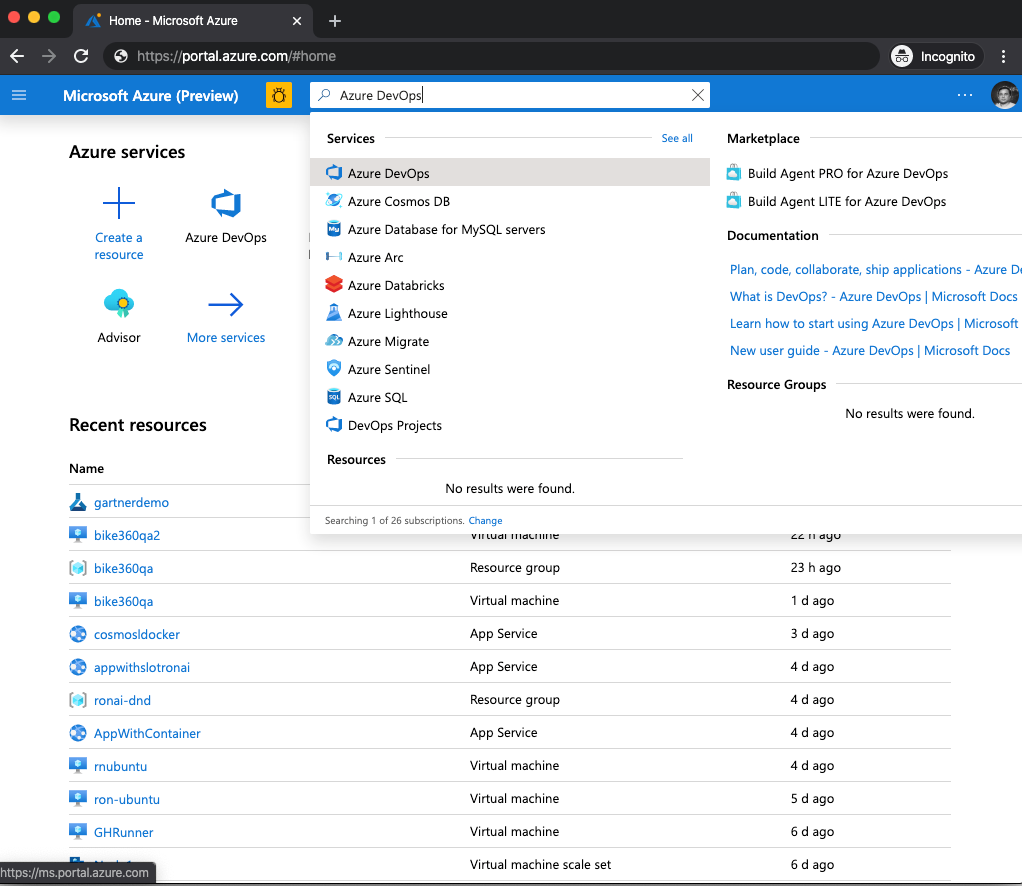 Home - Microsoft Azure
https://portal.azure.com/#home
Incognito
Microsoft Azure (Preview)
Azure DevOps
Azure services
Create a
resource
Azure DevOps
Advisor
More services
Services
See all
Azure DevOps
Azure Cosmos DB
Azure Database for MySQL servers
Azure Arc
Azure Databricks
Azure Lighthouse
Azure Migrate
Azure Sentinel
Azure SQL
DevOps Projects
Resources
No results were found.
Searching 1 of 26 subscriptions. Change
Marketplace
Build Agent PRO for Azure DevOps
Build Agent LITE for Azure DevOps
Documentation
Plan, code, collaborate, ship applications - Azure
What is DevOps? - Azure DevOps | Microsoft Docs
Learn how to start using Azure DevOps | Microsoft
New user guide - Azure DevOps | Microsoft Docs
Resource Groups
No results were found.
Recent resources
Name
gartnerdemo
bike360qa2 Virtual machine 22 h ago
bike360qa Resource group 23 h ago
bike360qa Virtual machine 1 d ago
cosmosldocker App Service 3 d ago
appwithslotronai App Service 4 d ago
ronai-dnd Resource group 4 d ago
AppWithContainer App Service 4 d ago
rnubuntu Virtual machine 4 d ago
ron-ubuntu Virtual machine 5 d ago
GHRunner Virtual machine 6 d ago
Virtual machine scale set 6 d ago
https://ms.portal.azure.com